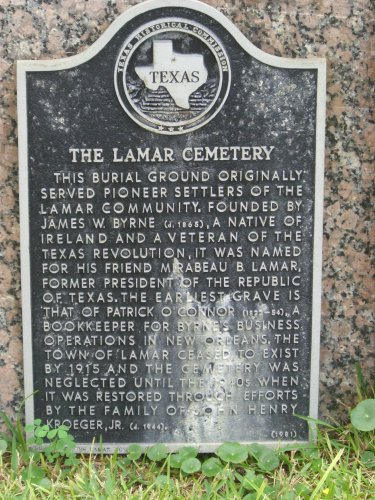 TEXAS HISTORICAL COMMISSION
TEXAS
THE LAMAR CEMETERY
THIS BURIAL GROUND ORIGINALLY
SERVED PIONEER SETTLERS OF THE
LAMAR COMMUNITY. FOUNDED BY
JAMES W. BYRNE (d. 1868), A NATIVE OF
IRELAND AND A VETERAN OF THE
TEXAS REVOLUTION, IT WAS NAMED
FOR HIS FRIEND MIRABEAU B. LAMAR,
FORMER PRESIDENT OF THE REPUBLIC
OF TEXAS. THE EARLIEST GRAVE IS
THAT OF PATRICK O'CONNOR, A
BOOKKEEPER FOR BYRNE'S BUSINESS
OPERATIONS IN NEW ORLEANS. THE
TOWN OF LAMAR CEASED TO EXIST
BY 1915 AND THE CEMETERY WAS
NEGLECTED UNTIL THE 1940s WHEN
IT WAS RESTORED THROUGH EFFORTS
BY THE FAMILY OF JOHN HENRY
KROEGER, JR. (d. 1944).
(1981)